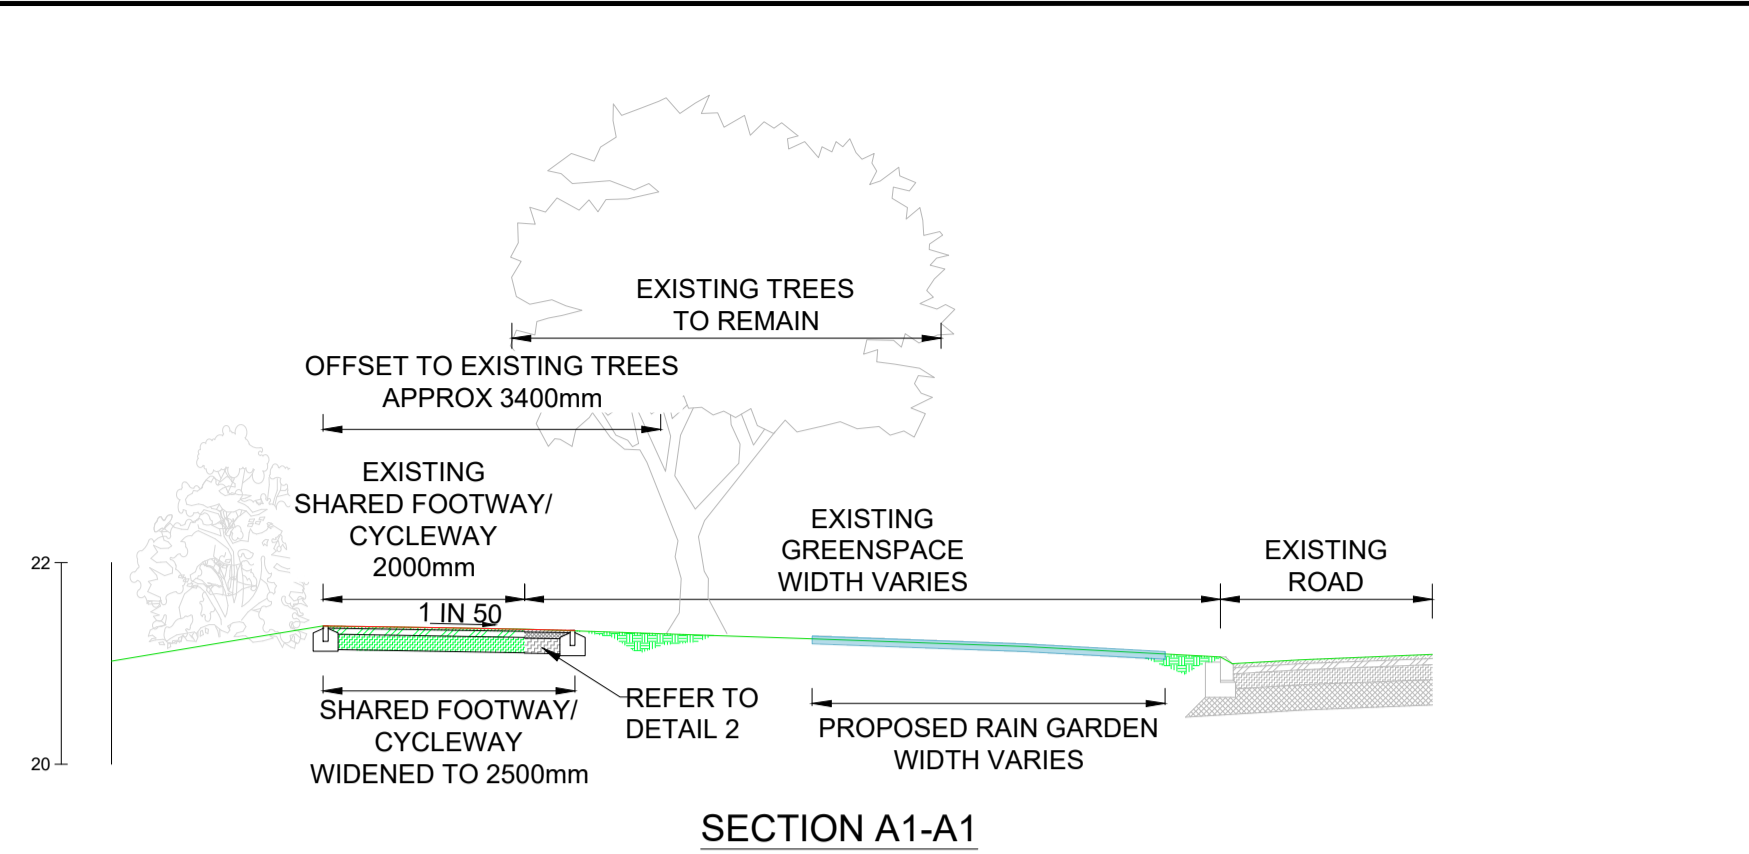 EXISTING TREES
TO REMAIN
OFFSET TO EXISTING TREES
APPROX 3400mm
EXISTING
SHARED FOOTWAY/
CYCLEWAY
2000mm
EXISTING
GREENSPACE
WIDTH VARIES
EXISTING
ROAD
22
1 IN 50
20
REFER TO
DETAIL 2
SHARED FOOTWAY/
CYCLEWAY
WIDENED TO 2500mm
PROPOSED RAIN GARDEN
WIDTH VARIES
SECTION A1-A1